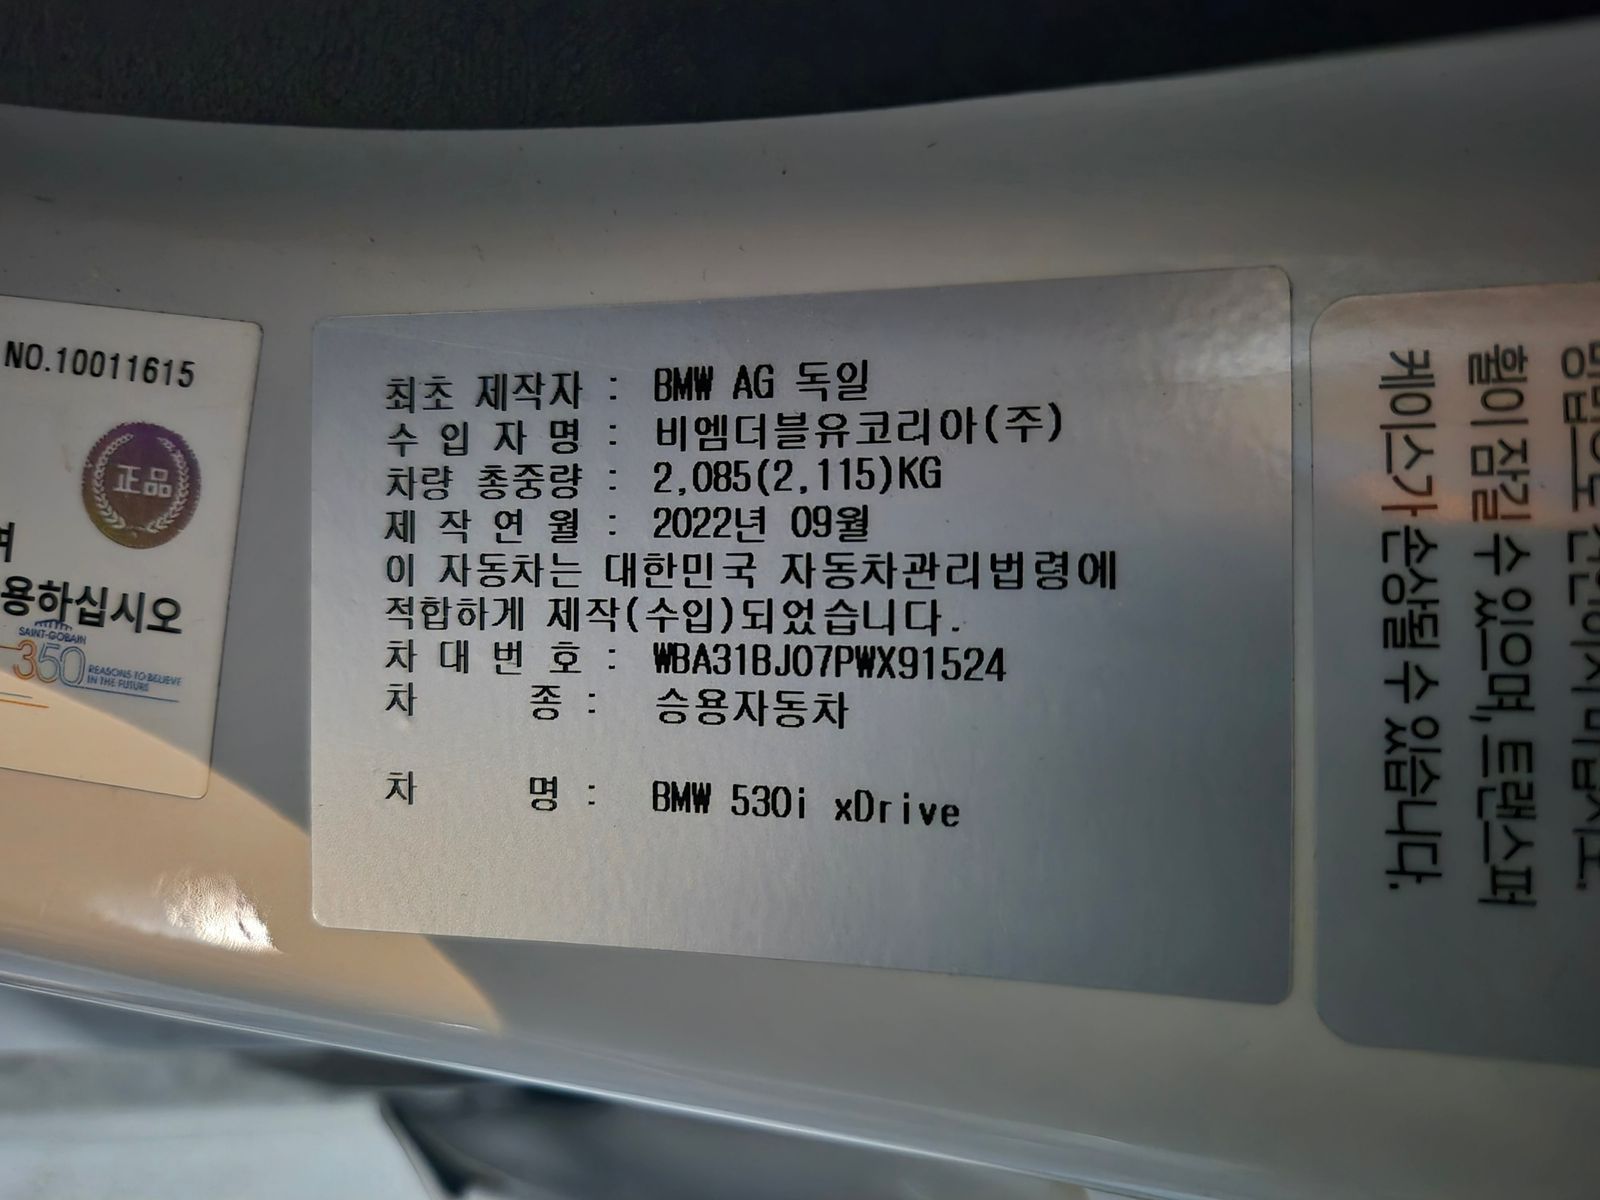 NO.10011615
正品
용하십시오
SAINT-GOBAIN
350 REASONS TO BELIEVE
IN THE FUTURE
최초 제작자 : BMW AG 독일
수 입 자 명 : 비엠더블유코리아(주)
차량 총중량 : 2,085(2,115)KG
제 작 연 월 : 2022년 09월
이 자동차는 대한민국 자동차관리법령에
적합하게 제작(수입)되었습니다.
차 대 번 호 : WBA31BJ07PWX91524
차 종 : 승용자동차
차 명 : BMW 530i xDrive
휠이 잠길 수 있으며, 트랜스퍼
케이스가 손상될 수 있습니다.